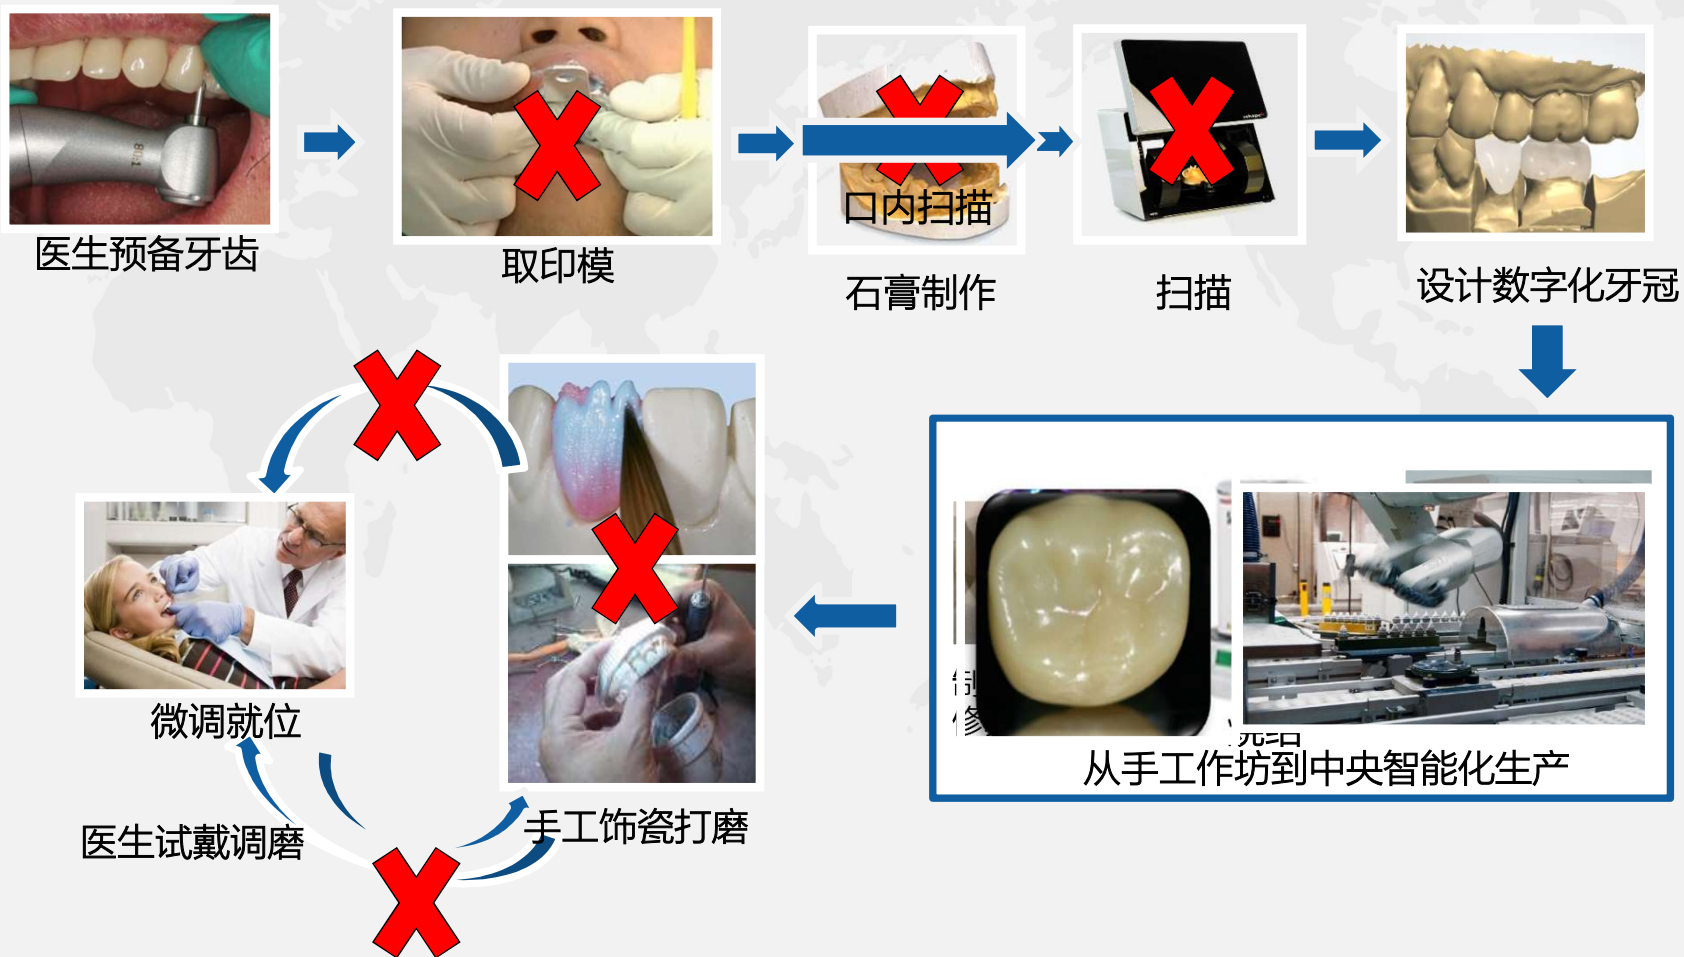 医生预备牙齿
取印模
口内扫描
石膏制作
扫描
设计数字化牙冠
微调就位
医生试戴调磨
手工饰瓷打磨
烧结
从手工作坊到中央智能化生产